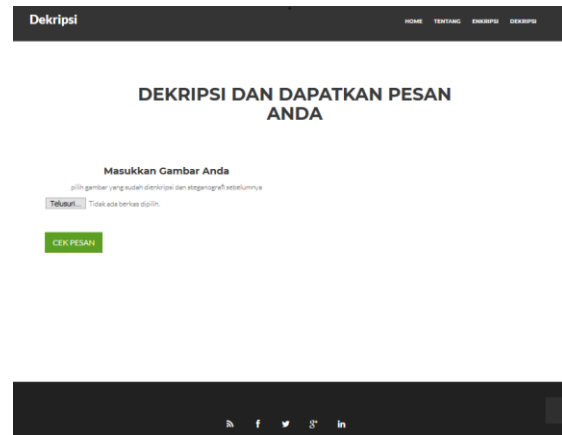 Dekripsi
HOME TENTANG ENKRIPSI DEKRIPSI
DEKRIPSI DAN DAPATKAN PESAN
ANDA
Masukkan Gambar Anda
pilih gambar yang sudah dienkripsi dan steganografi sebelumnya
Telusuri... Tidak ada berkas dipilih.
CEK PESAN